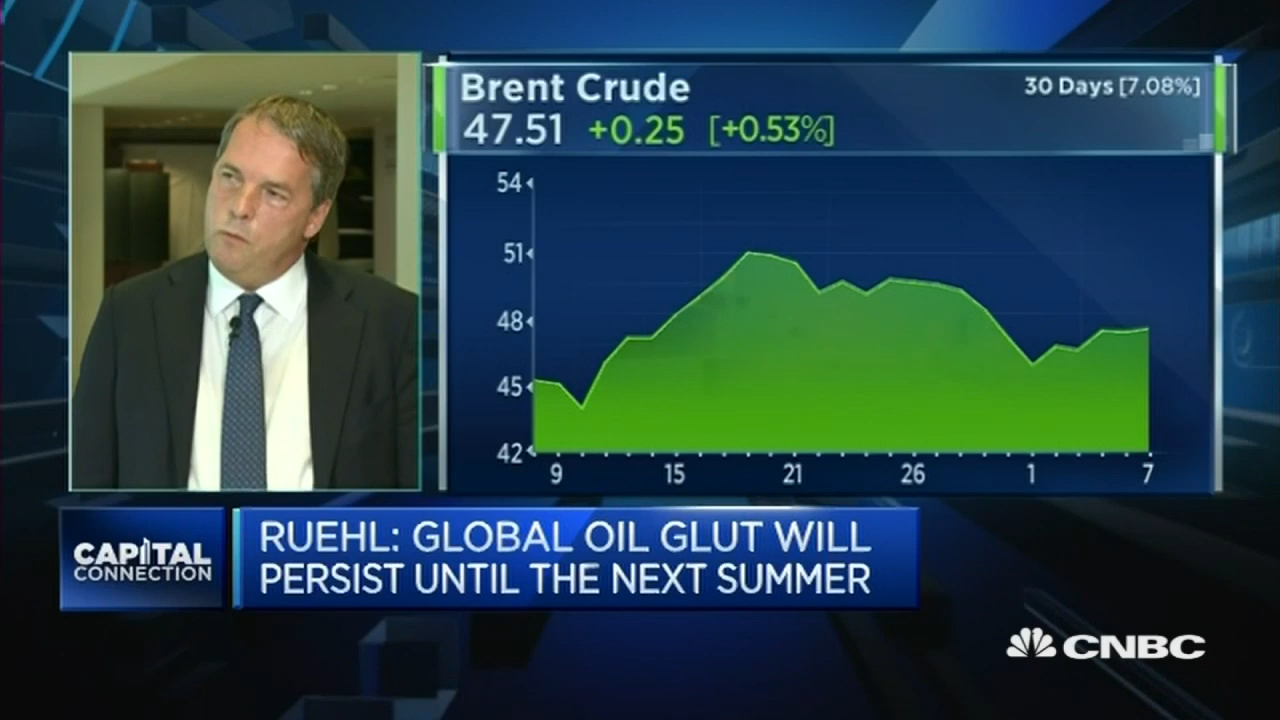 Brent Crude
30 Days [7.08%]
47.51 +0.25 [+0.53%]
54
51
48
45
42
9 15 21 26 1 7
CAPITAL
CONNECTION
RUEHL: GLOBAL OIL GLUT WILL
PERSIST UNTIL THE NEXT SUMMER
CNBC